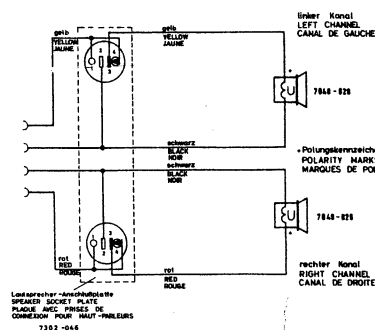 linker Kanal
LEFT CHANNEL
CANAL DE GAUCHE
gelb
YELLOW
JAUNE
gelb
YELLOW
JAUNE
7848-828
schwarz
BLACK
NOIR
schwarz
BLACK
NOIR
+Polungskennzeiche
POLARITY MARK
MARQUES DE PO
7848-828
rot
RED
ROUGE
rot
RED
ROUGE
rechter Kanal
RIGHT CHANNEL
CANAL DE DROITE
Lautsprecher-Anschlußplatte
SPEAKER SOCKET PLATE
PLAQUE AVEC PRISES DE
CONNEXION POUR HAUT-PARLEURS
7302-046